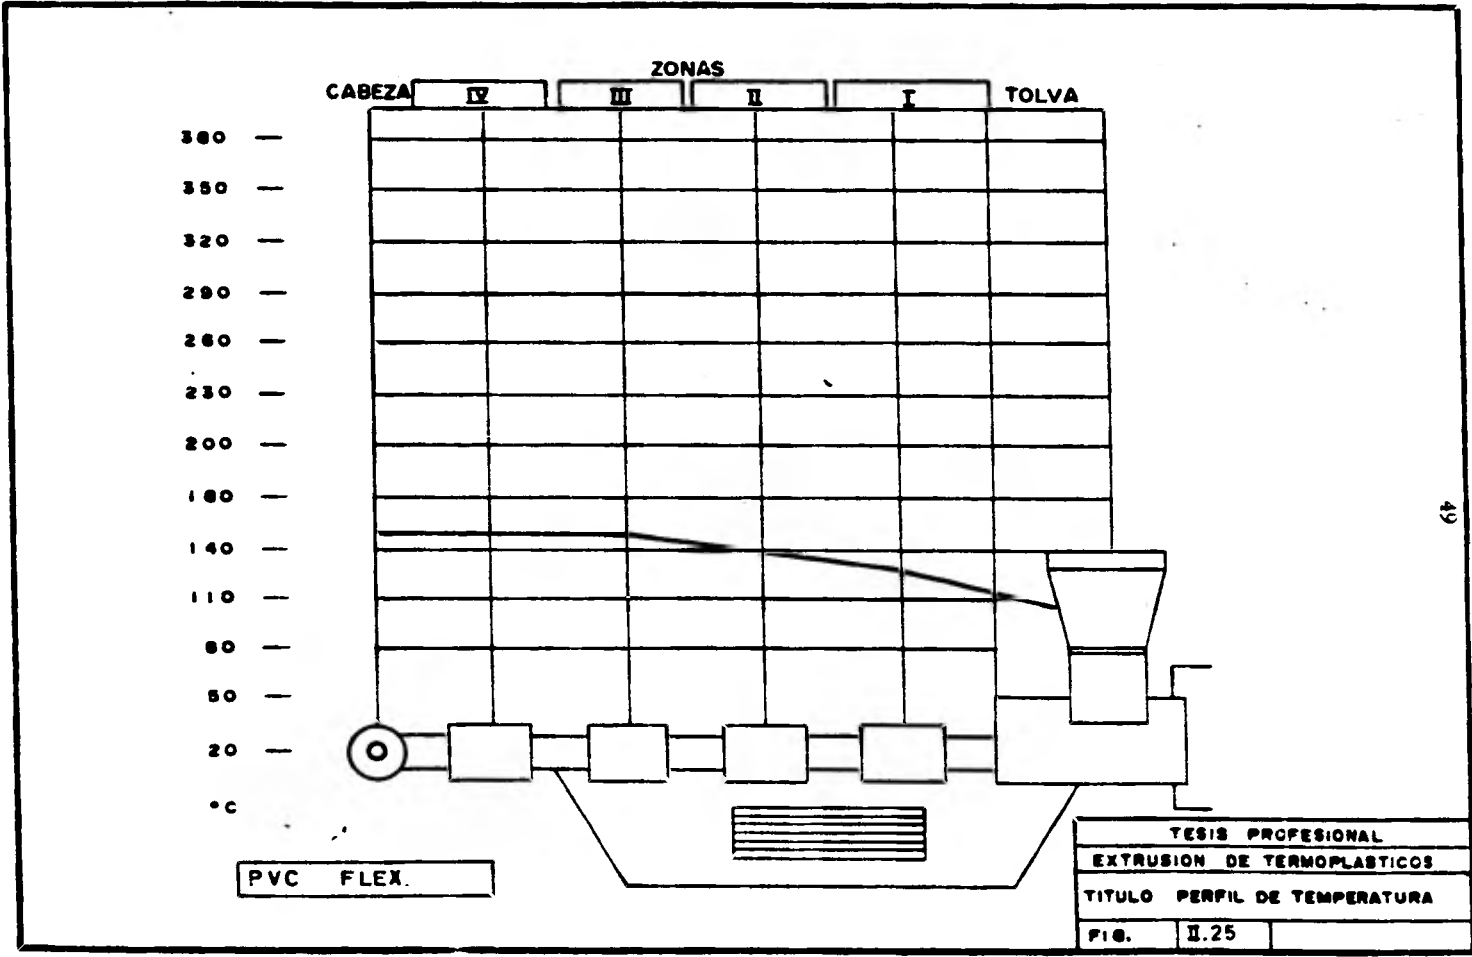 ZONAS
CABEZA IV III II I TOLVA
380 —
350 —
320 —
290 —
260 —
230 —
200 —
180 —
140 —
110 —
80 —
50 —
20 —
°C
PVC FLEX.
TESIS PROFESIONAL
EXTRUSION DE TERMOPLASTICOS
TITULO PERFIL DE TEMPERATURA
FIG. II.25
49